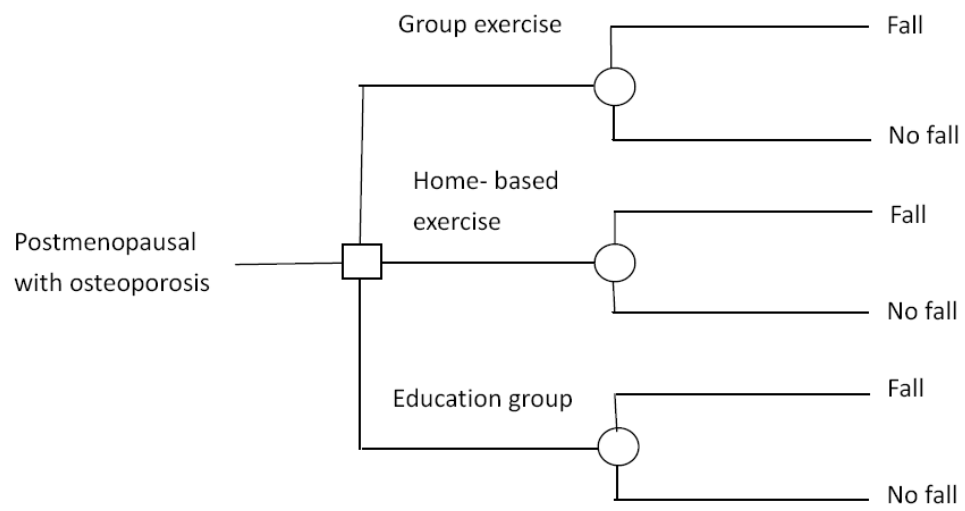 Group exercise
Fall
No fall
Home- based
exercise
Fall
Postmenopausal
with osteoporosis
No fall
Education group
Fall
No fall